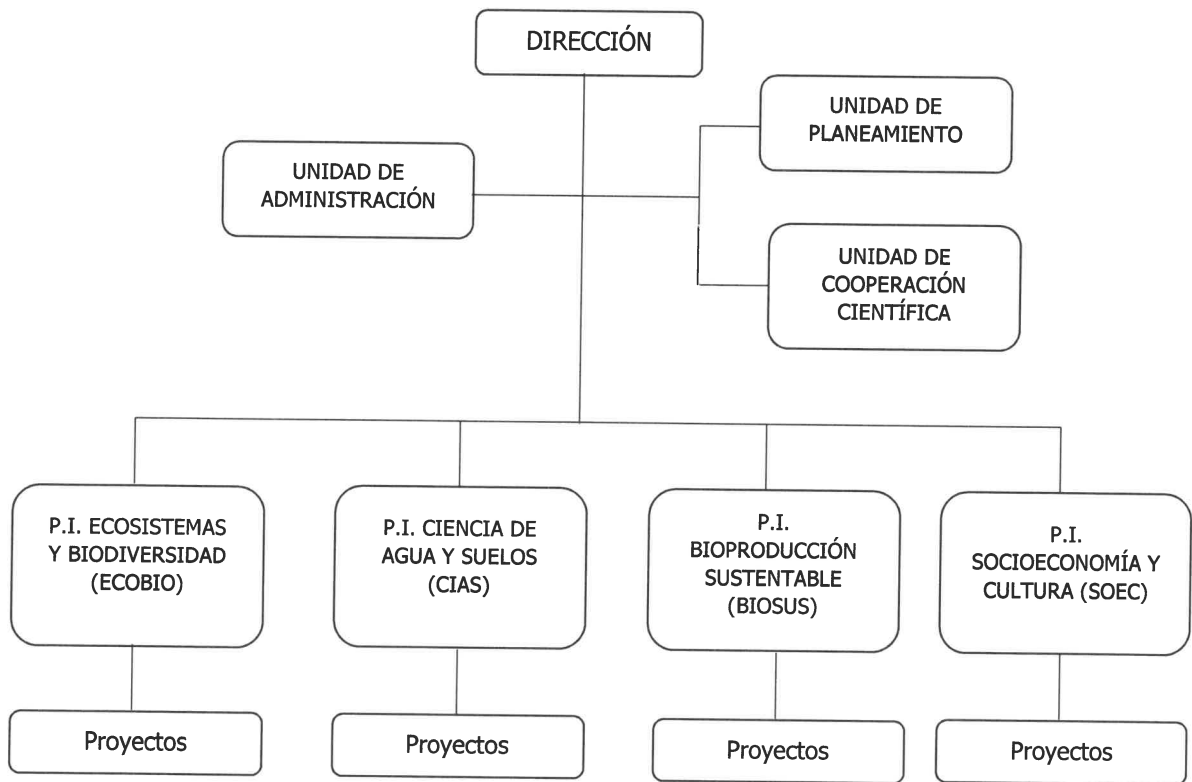 DIRECCIÓN
UNIDAD DE
PLANEAMIENTO
UNIDAD DE
ADMINISTRACIÓN
UNIDAD DE
COOPERACIÓN
CIENTÍFICA
P.I. ECOSISTEMAS
Y BIODIVERSIDAD
(ECOBIO)
P.I. CIENCIA DE
AGUA Y SUELOS
(CIAS)
P.I.
BIOPRODUCCIÓN
SUSTENTABLE
(BIOSUS)
P.I.
SOCIOECONOMÍA Y
CULTURA (SOEC)
Proyectos
Proyectos
Proyectos
Proyectos